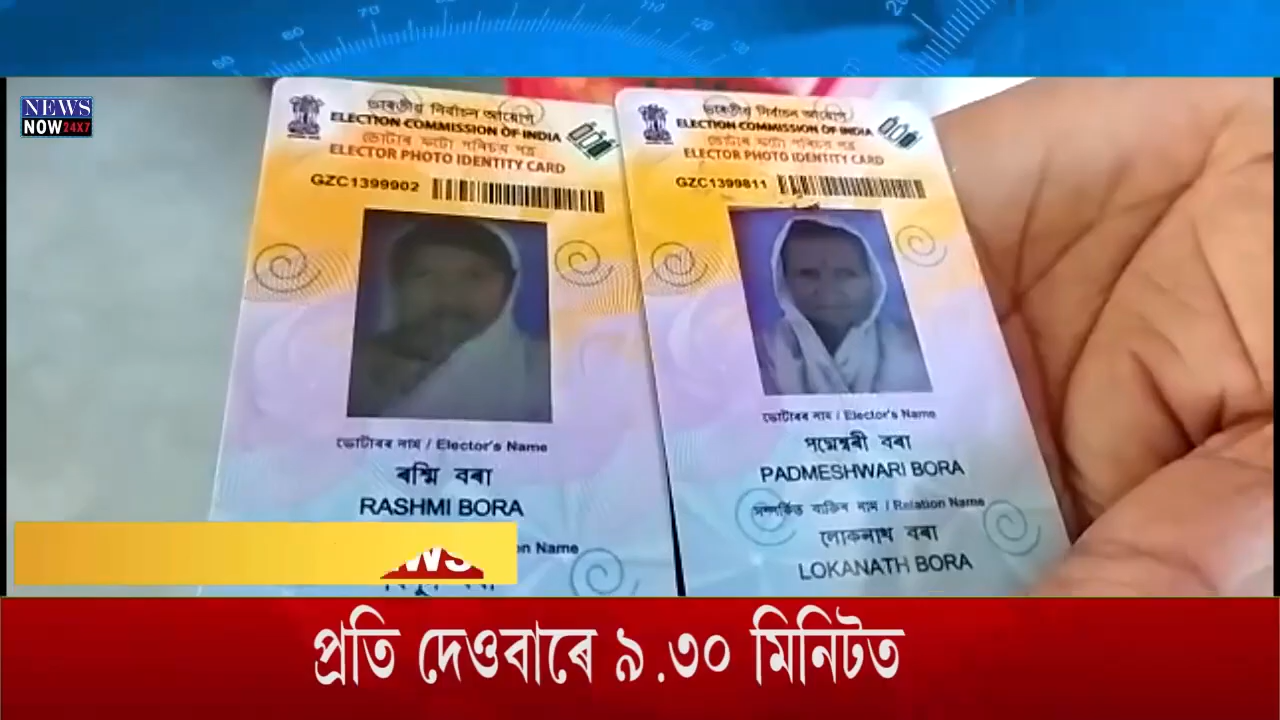 NEWS
NOW 24X7
ভাৰতীয় নিৰ্বাচন আয়োগ
ELECTION COMMISSION OF INDIA
ভোটাৰ ফটো পৰিচয় পত্ৰ
ELECTOR PHOTO IDENTITY CARD
GZC1399902
ভোটাৰৰ নাম / Elector's Name
ৰশ্মি বৰা
RASHMI BORA
on Name
ভাৰতীয় নিৰ্বাচন আয়োগ
ELECTION COMMISSION OF INDIA
ভোটাৰ ফটো পৰিচয় পত্ৰ
ELECTOR PHOTO IDENTITY CARD
GZC1399811
ভোটাৰৰ নাম / Elector's Name
পদ্মেশ্বৰী বৰা
PADMESHWARI BORA
সম্পৰ্কিত ব্যক্তিৰ নাম / Relation Name
লোকনাথ বৰা
LOKANATH BORA
প্ৰতি দেওবাৰে ৯.৩০ মিনিটত